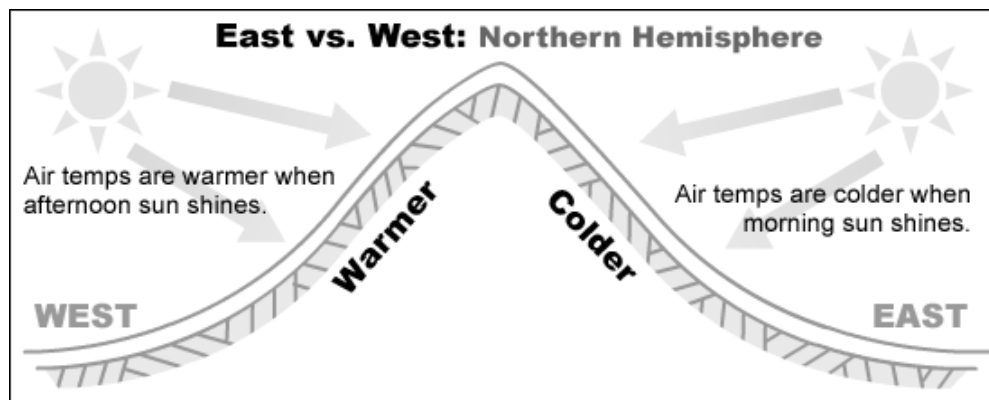 East vs. West: Northern Hemisphere
Air temps are warmer when
afternoon sun shines.
Air temps are colder when
morning sun shines.
Warmer
Colder
WEST
EAST